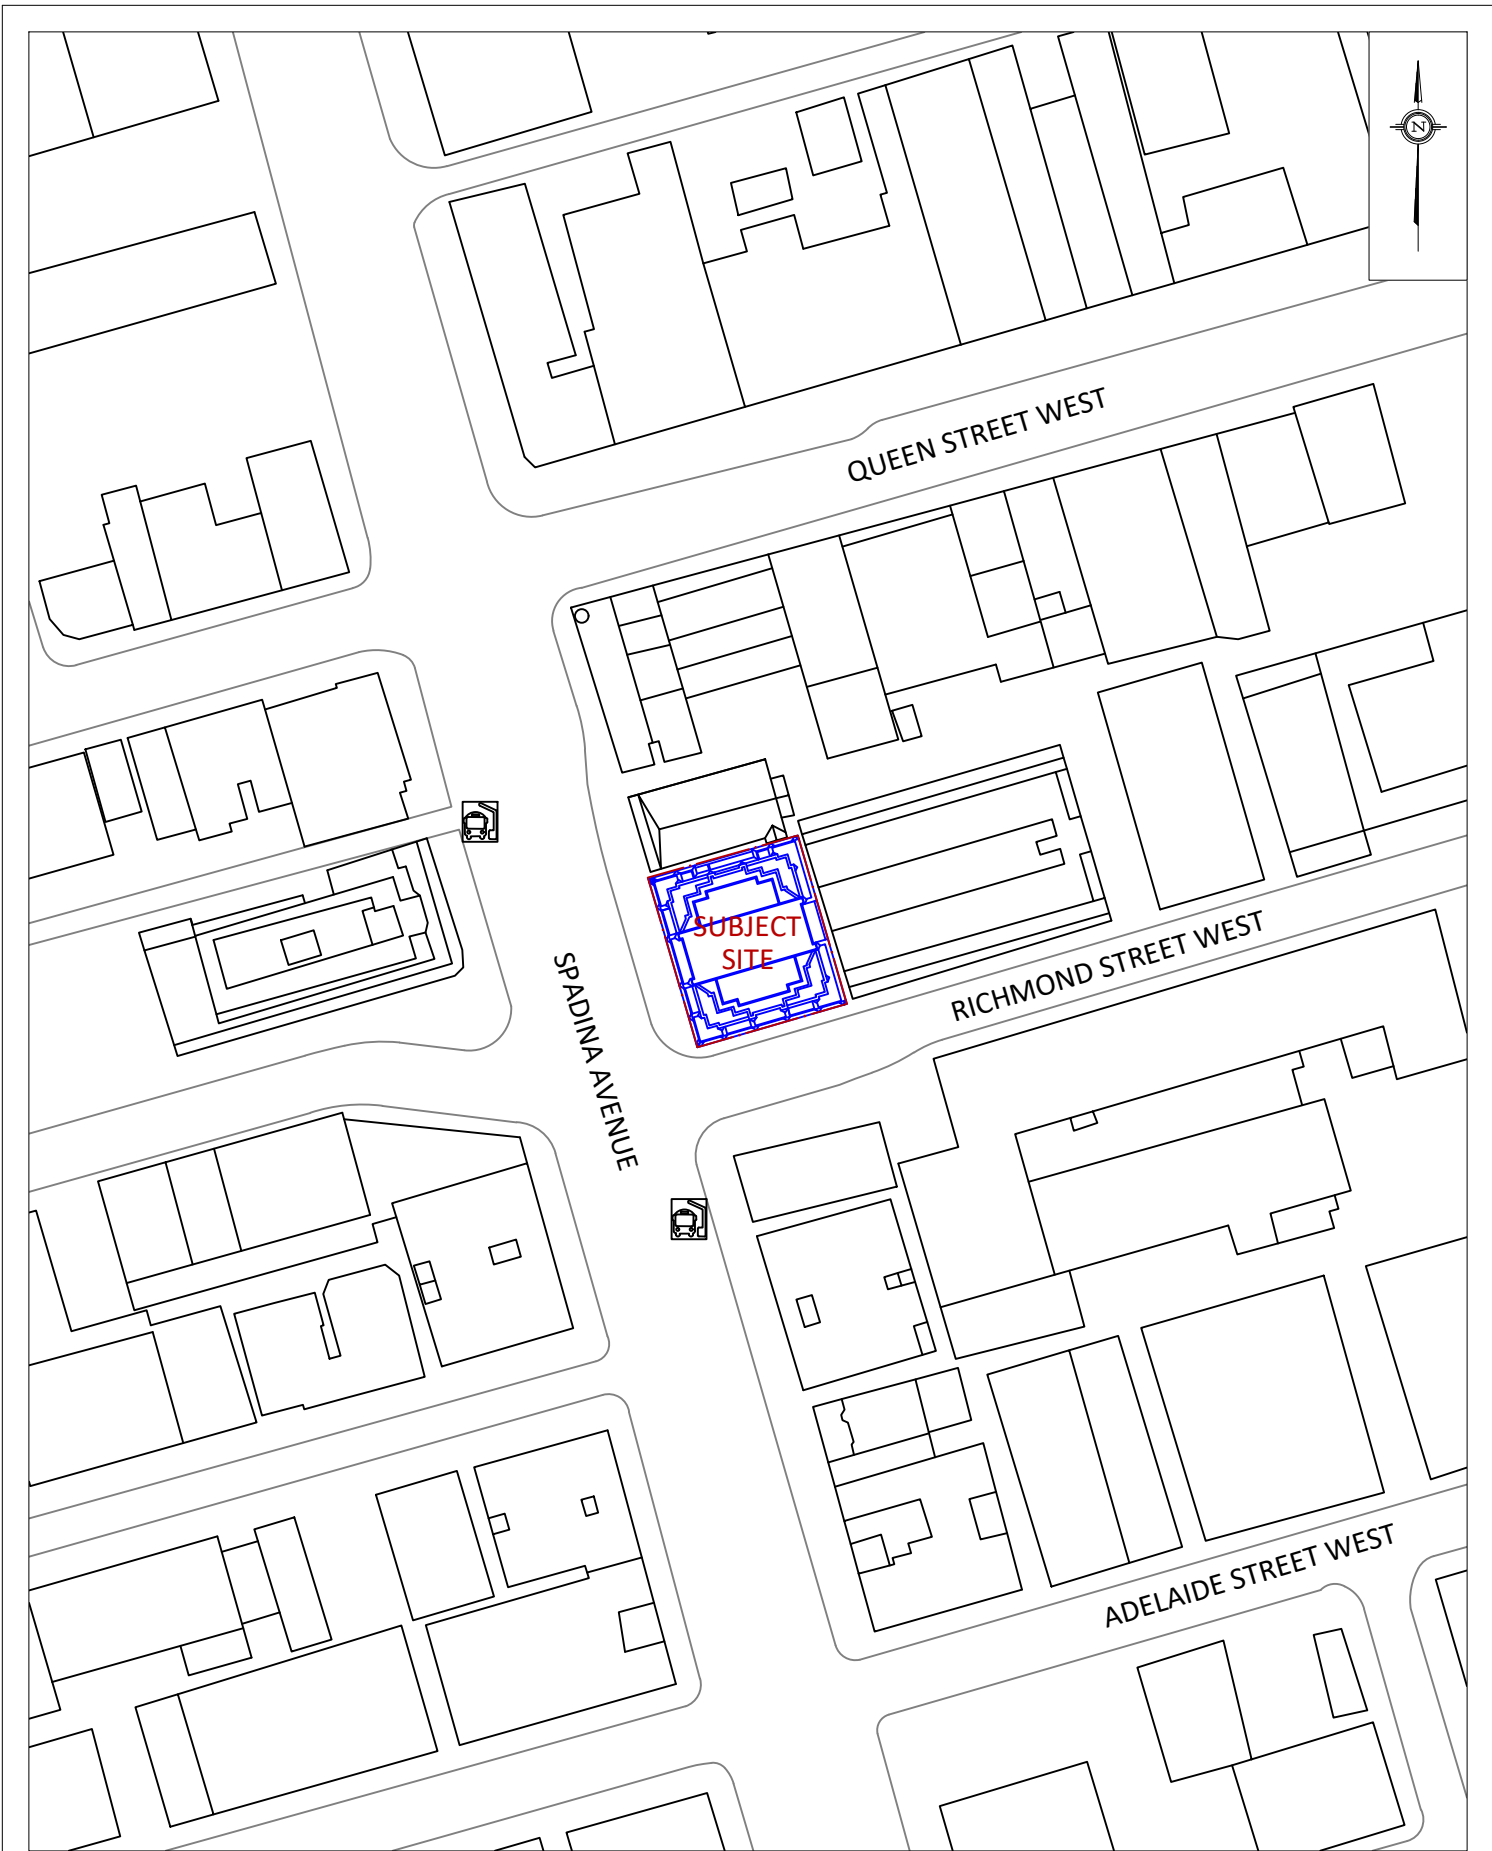 N
QUEEN STREET WEST
SUBJECT
SITE
RICHMOND STREET WEST
SPADINA AVENUE
ADELAIDE STREET WEST